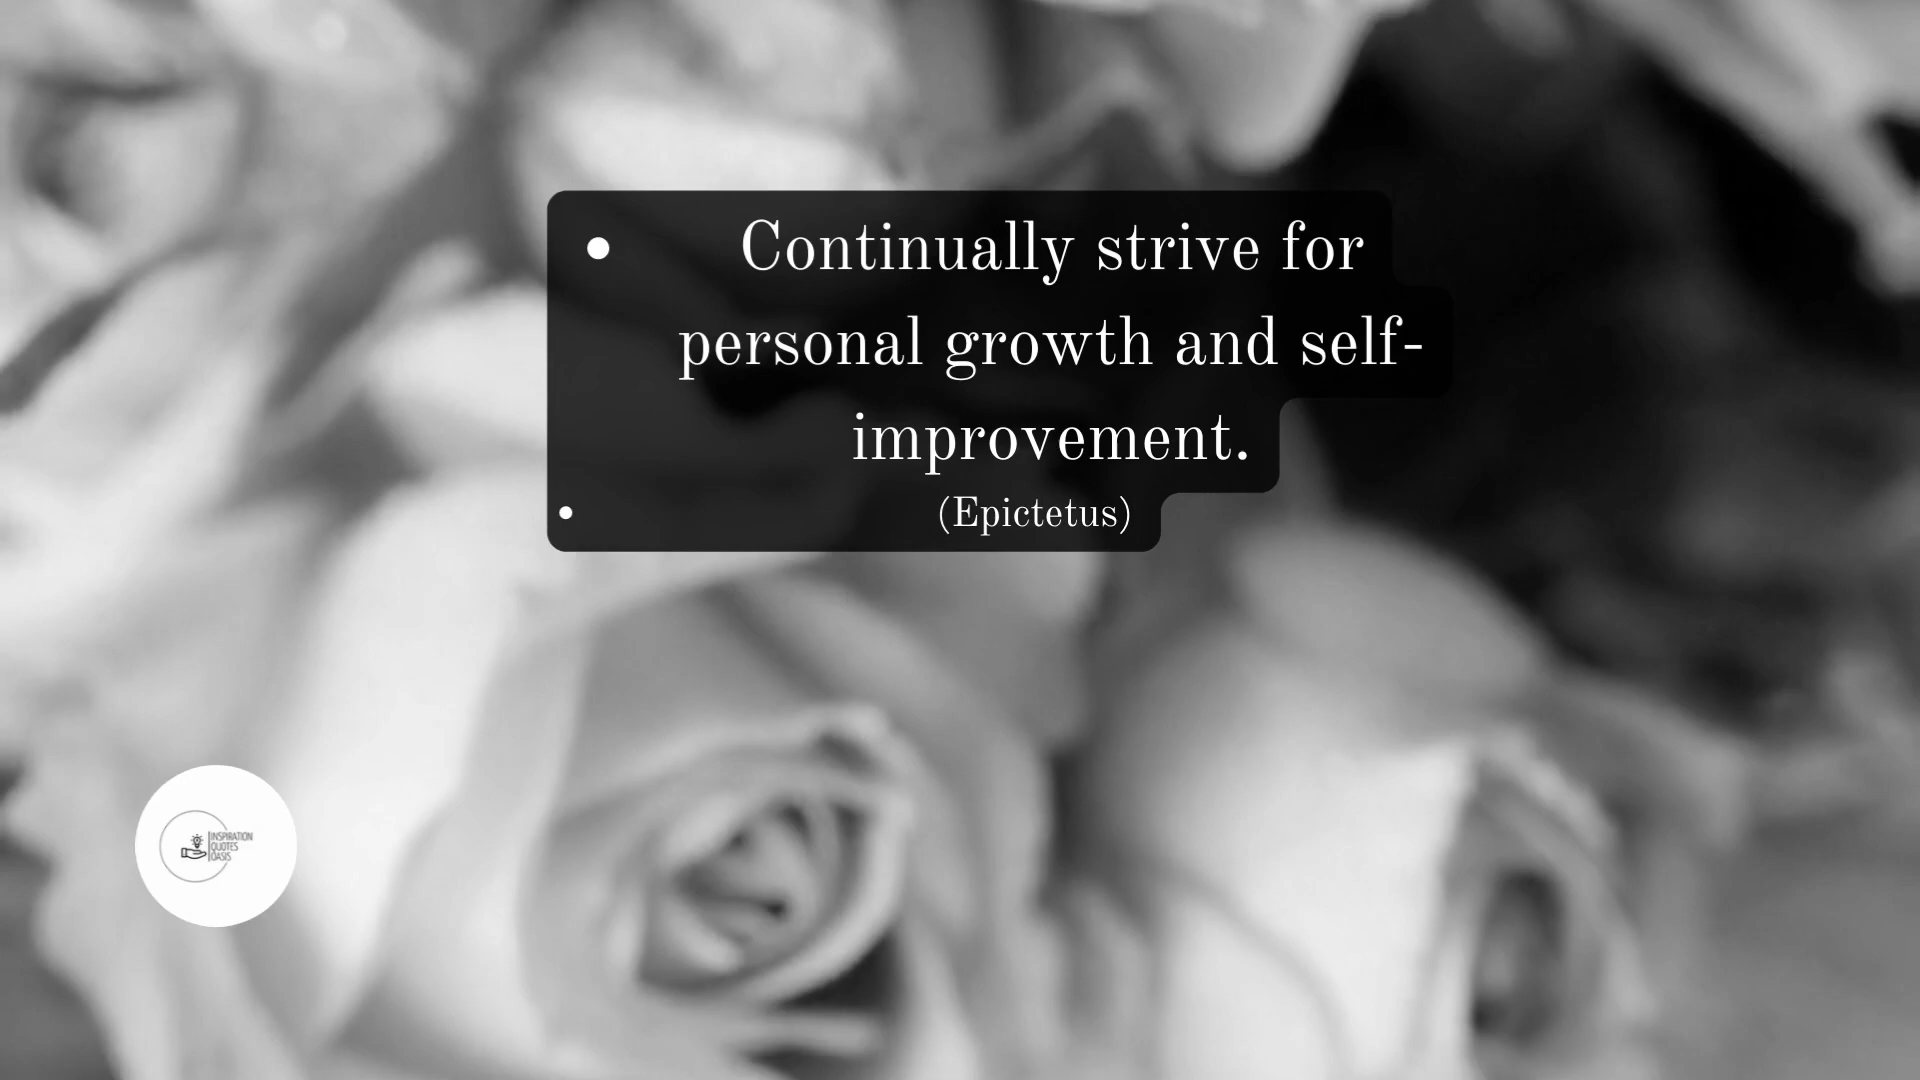 • Continually strive for
personal growth and self-
improvement.
• (Epictetus)
INSPIRATION
QUOTES
OASIS